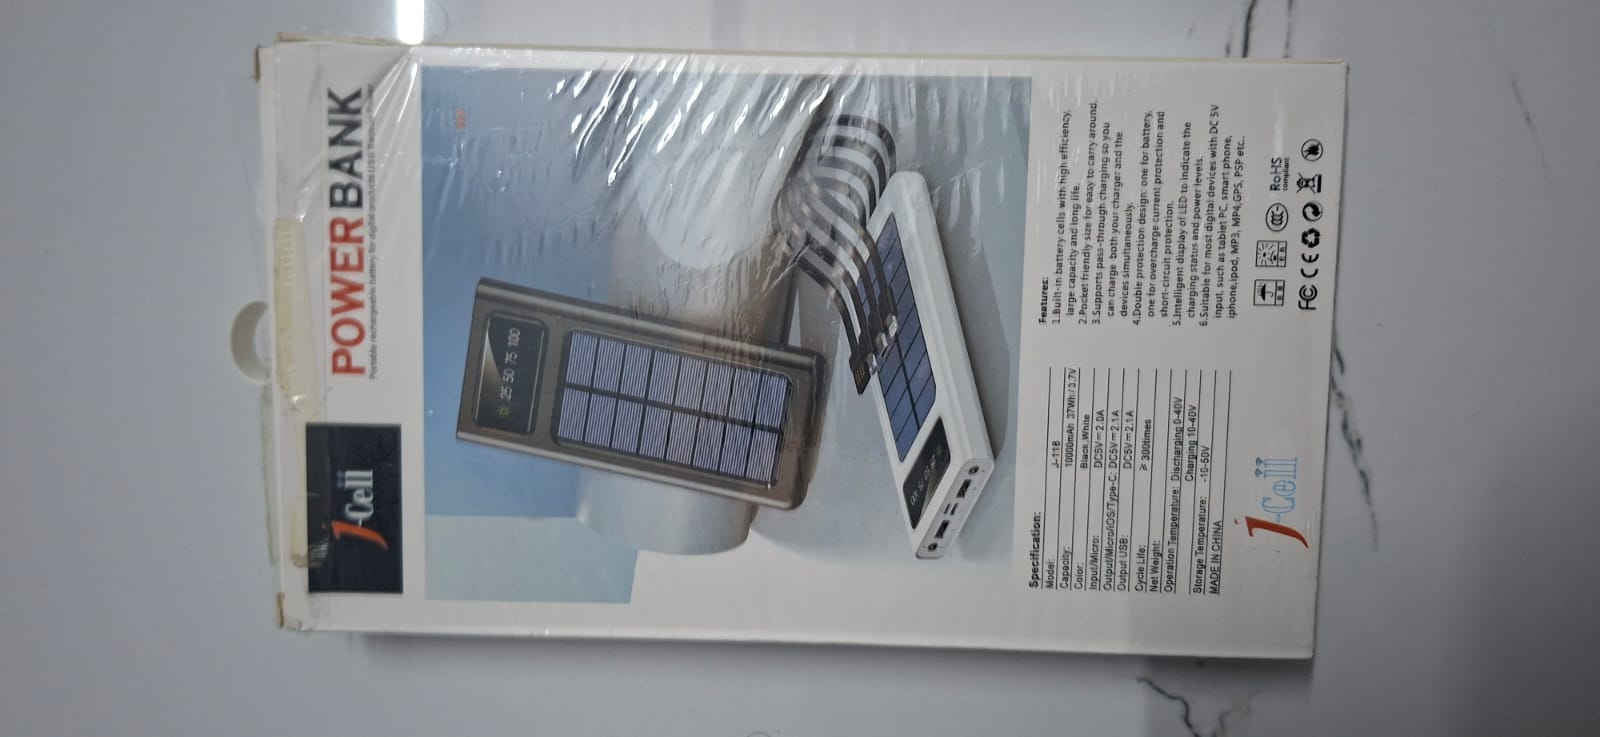 J-Cell
POWER BANK
Portable rechargeable battery for digital products USB
25 50 75 100
Specification:
Model: J-118
Capacity: 10000mAh 37Wh/3.7V
Color: Black,White
Input/Micro: DC5V⎓2.0A
Output/Micro/iOS/Type-C: DC5V⎓2.1A
Output USB: DC5V⎓2.1A
Cycle Life: ≥ 300times
Net Weight:
Operation Temperature: Discharging 0-40V
Charging 10-40V
Storage Temperature: -10-50V
MADE IN CHINA
Features:
1.Built-in battery cells with high efficiency,
large capacity and long life.
2.Pocket friendly size for easy to carry around.
3.Supports pass-through charging so you
can charge both your charger and the
devices simultaneously.
4.Double protection design: one for battery,
one for overcharge current protection and
short-circuit protection.
5.Intelligent display of LED to indicate the
charging status and power levels.
6.Suitable for most digital devices with DC 5V
input, such as tablet PC, smart phone,
iphone,ipod, MP3, MP4,GPS, PSP etc..
J-Cell
CCC
RoHS
compliant
FC CE